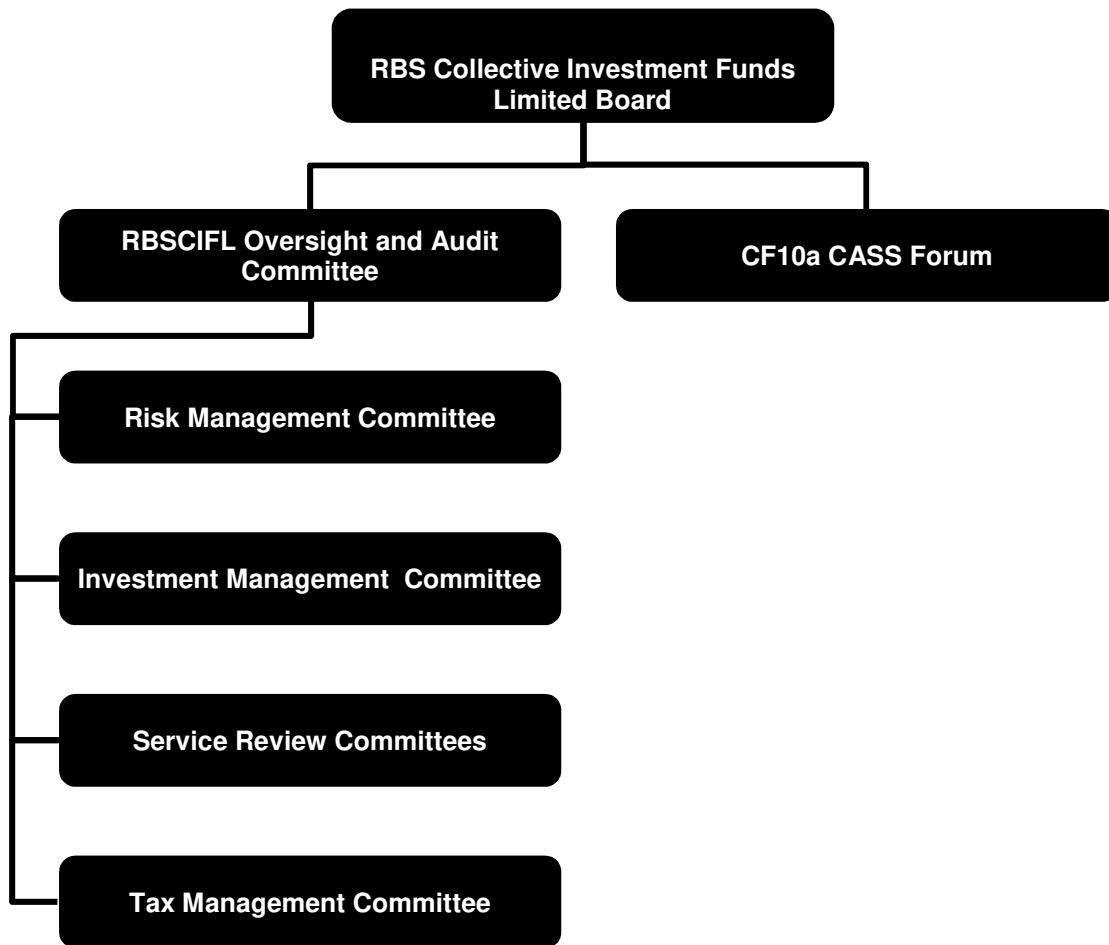 RBS Collective Investment Funds
Limited Board
RBSCIFL Oversight and Audit
Committee
CF10a CASS Forum
Risk Management Committee
Investment Management  Committee
Service Review Committees
Tax Management Committee